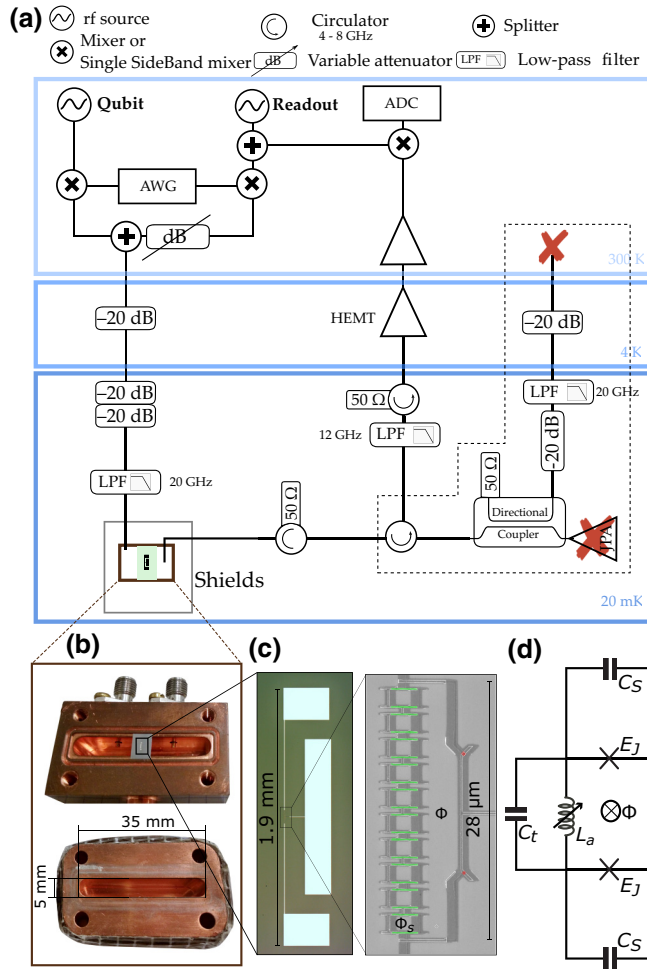 (a)
rf source
Mixer or
Single SideBand mixer
Circulator
4 - 8 GHz
dB
Variable attenuator
Splitter
LPF
Low-pass filter
Qubit
Readout
ADC
AWG
dB
300 K
–20 dB
HEMT
–20 dB
4 K
–20 dB
–20 dB
50 Ω
LPF
20 GHz
12 GHz
LPF
-20 dB
LPF
20 GHz
50 Ω
50 Ω
Directional
Coupler
JPA
Shields
20 mK
(b)
35 mm
5 mm
(c)
1.9 mm
Φ
28 μm
Φs
(d)
CS
EJ
Ct
La
Φ
EJ
CS